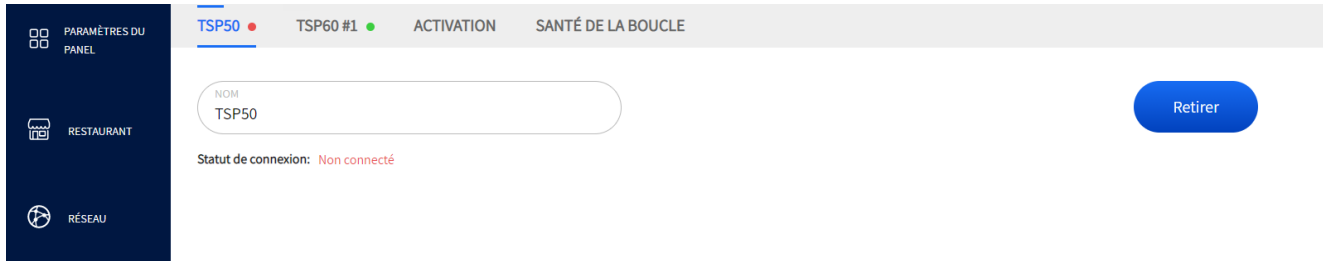 PARAMÈTRES DU
PANEL
RESTAURANT
RÉSEAU
TSP50 TSP60 #1 ACTIVATION SANTÉ DE LA BOUCLE
NOM
TSP50
Retirer
Statut de connexion: Non connecté